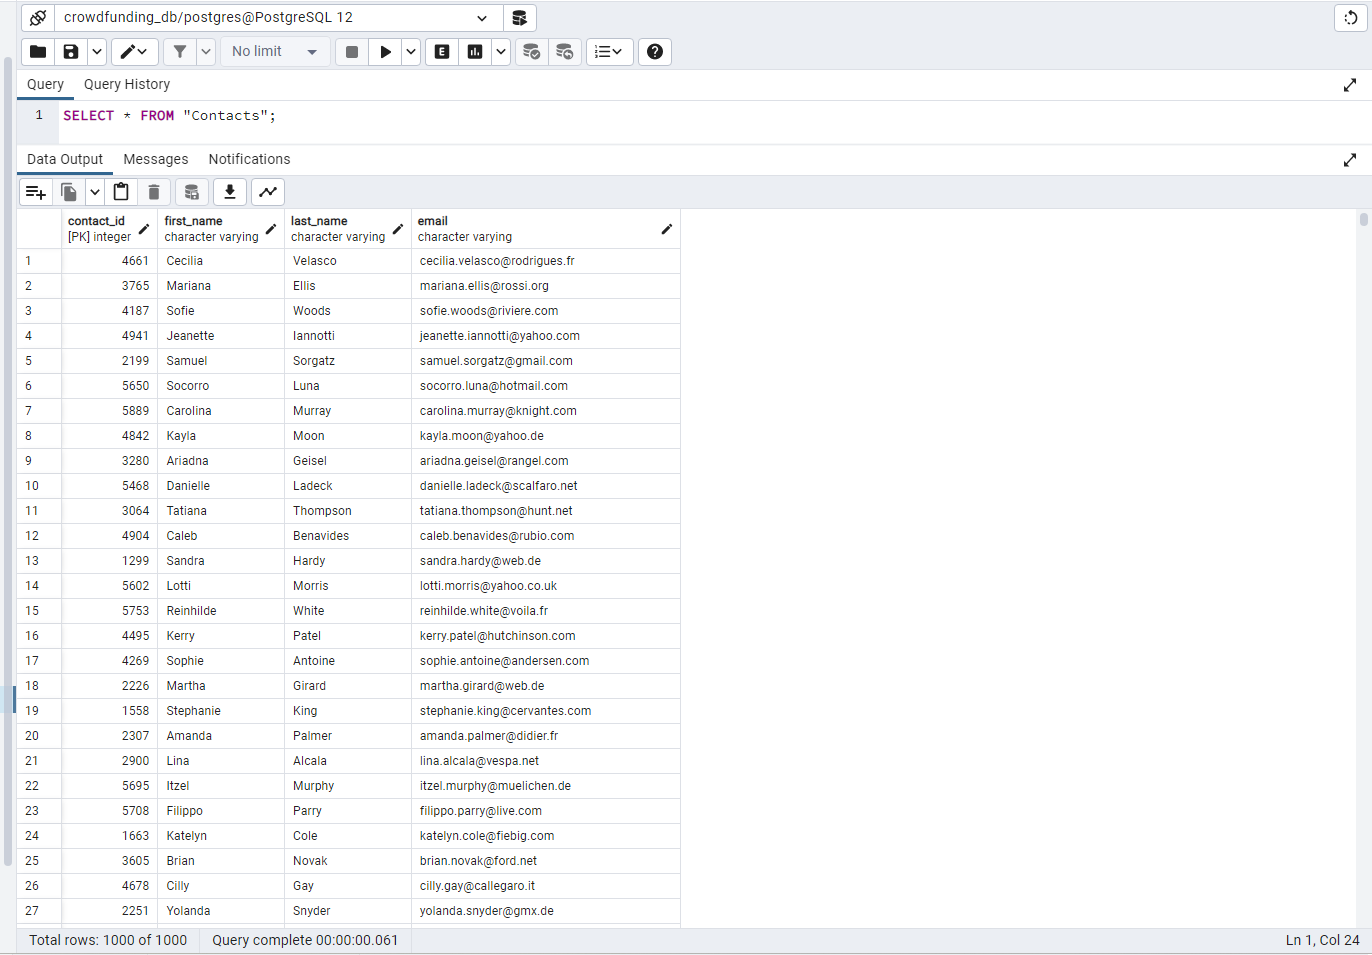 crowdfunding_db/postgres@PostgreSQL 12
No limit
E
Query Query History
1 SELECT * FROM "Contacts";
Data Output Messages Notifications
contact_id first_name last_name email
[PK] integer character varying character varying character varying
1 4661 Cecilia Velasco cecilia.velasco@rodrigues.fr
2 3765 Mariana Ellis mariana.ellis@rossi.org
3 4187 Sofie Woods sofie.woods@riviere.com
4 4941 Jeanette Iannotti jeanette.iannotti@yahoo.com
5 2199 Samuel Sorgatz samuel.sorgatz@gmail.com
6 5650 Socorro Luna socorro.luna@hotmail.com
7 5889 Carolina Murray carolina.murray@knight.com
8 4842 Kayla Moon kayla.moon@yahoo.de
9 3280 Ariadna Geisel ariadna.geisel@rangel.com
10 5468 Danielle Ladeck danielle.ladeck@scalfaro.net
11 3064 Tatiana Thompson tatiana.thompson@hunt.net
12 4904 Caleb Benavides caleb.benavides@rubio.com
13 1299 Sandra Hardy sandra.hardy@web.de
14 5602 Lotti Morris lotti.morris@yahoo.co.uk
15 5753 Reinhilde White reinhilde.white@voila.fr
16 4495 Kerry Patel kerry.patel@hutchinson.com
17 4269 Sophie Antoine sophie.antoine@andersen.com
18 2226 Martha Girard martha.girard@web.de
19 1558 Stephanie King stephanie.king@cervantes.com
20 2307 Amanda Palmer amanda.palmer@didier.fr
21 2900 Lina Alcala lina.alcala@vespa.net
22 5695 Itzel Murphy itzel.murphy@muelichen.de
23 5708 Filippo Parry filippo.parry@live.com
24 1663 Katelyn Cole katelyn.cole@fiebig.com
25 3605 Brian Novak brian.novak@ford.net
26 4678 Cilly Gay cilly.gay@callegaro.it
27 2251 Yolanda Snyder yolanda.snyder@gmx.de
Total rows: 1000 of 1000 Query complete 00:00:00.061 Ln 1, Col 24